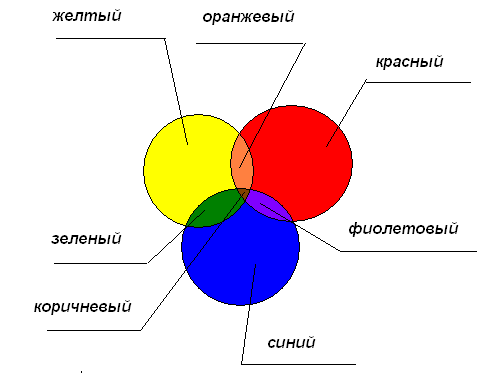 желтый
оранжевый
красный
зеленый
фиолетовый
коричневый
синий